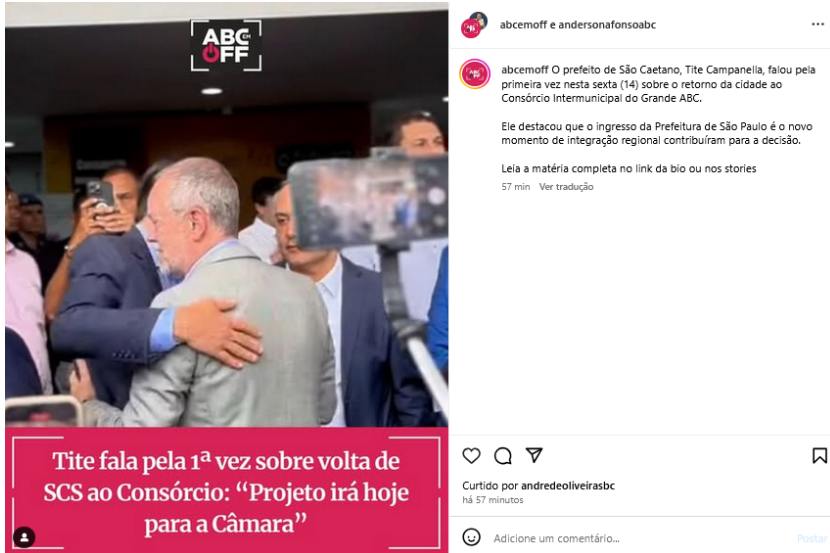 ABC
EM
OFF
Tite fala pela 1ª vez sobre volta de
SCS ao Consórcio: “Projeto irá hoje
para a Câmara”
abcemoff e andersonafonsoabc
abcemoff O prefeito de São Caetano, Tite Campanella, falou pela
primeira vez nesta sexta (14) sobre o retorno da cidade ao
Consórcio Intermunicipal do Grande ABC.
Ele destacou que o ingresso da Prefeitura de São Paulo é o novo
momento de integração regional contribuíram para a decisão.
Leia a matéria completa no link da bio ou nos stories
57 min Ver tradução
Curtido por andredeoliveirasbc
há 57 minutos
Adicione um comentário...
Postar